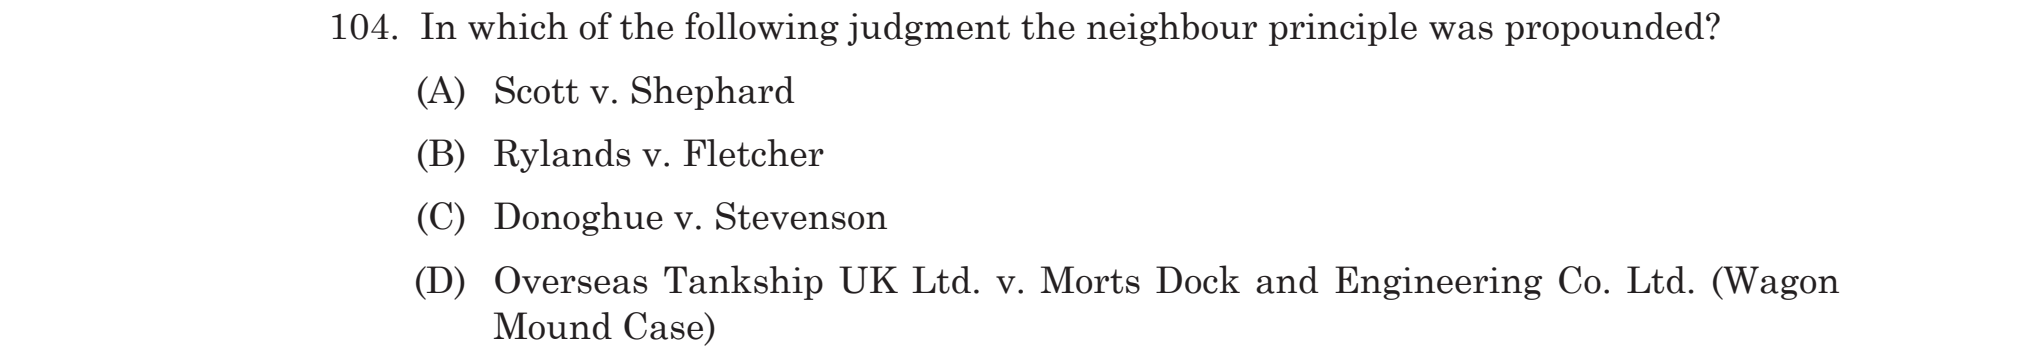 104. In which of the following judgment the neighbour principle was propounded?
(A) Scott v. Shephard
(B) Rylands v. Fletcher
(C) Donoghue v. Stevenson
(D) Overseas Tankship UK Ltd. v. Morts Dock and Engineering Co. Ltd. (Wagon
Mound Case)